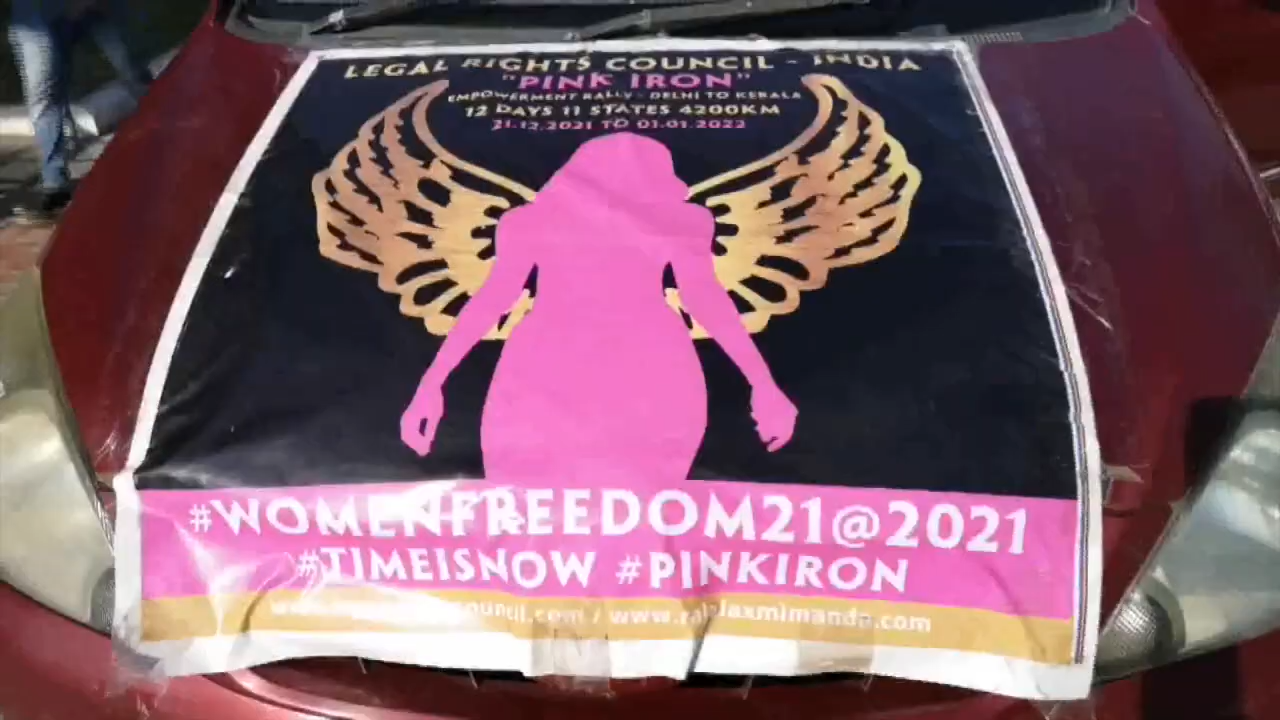 LEGAL RIGHTS COUNCIL - INDIA
"PINK IRON"
EMPOWERMENT RALLY - DELHI TO KERALA
12 DAYS 11 STATES 4200KM
21.12.2021 TO 01.01.2022
#WOMENFREEDOM21@2021
#TIMEISNOW #PINKIRON